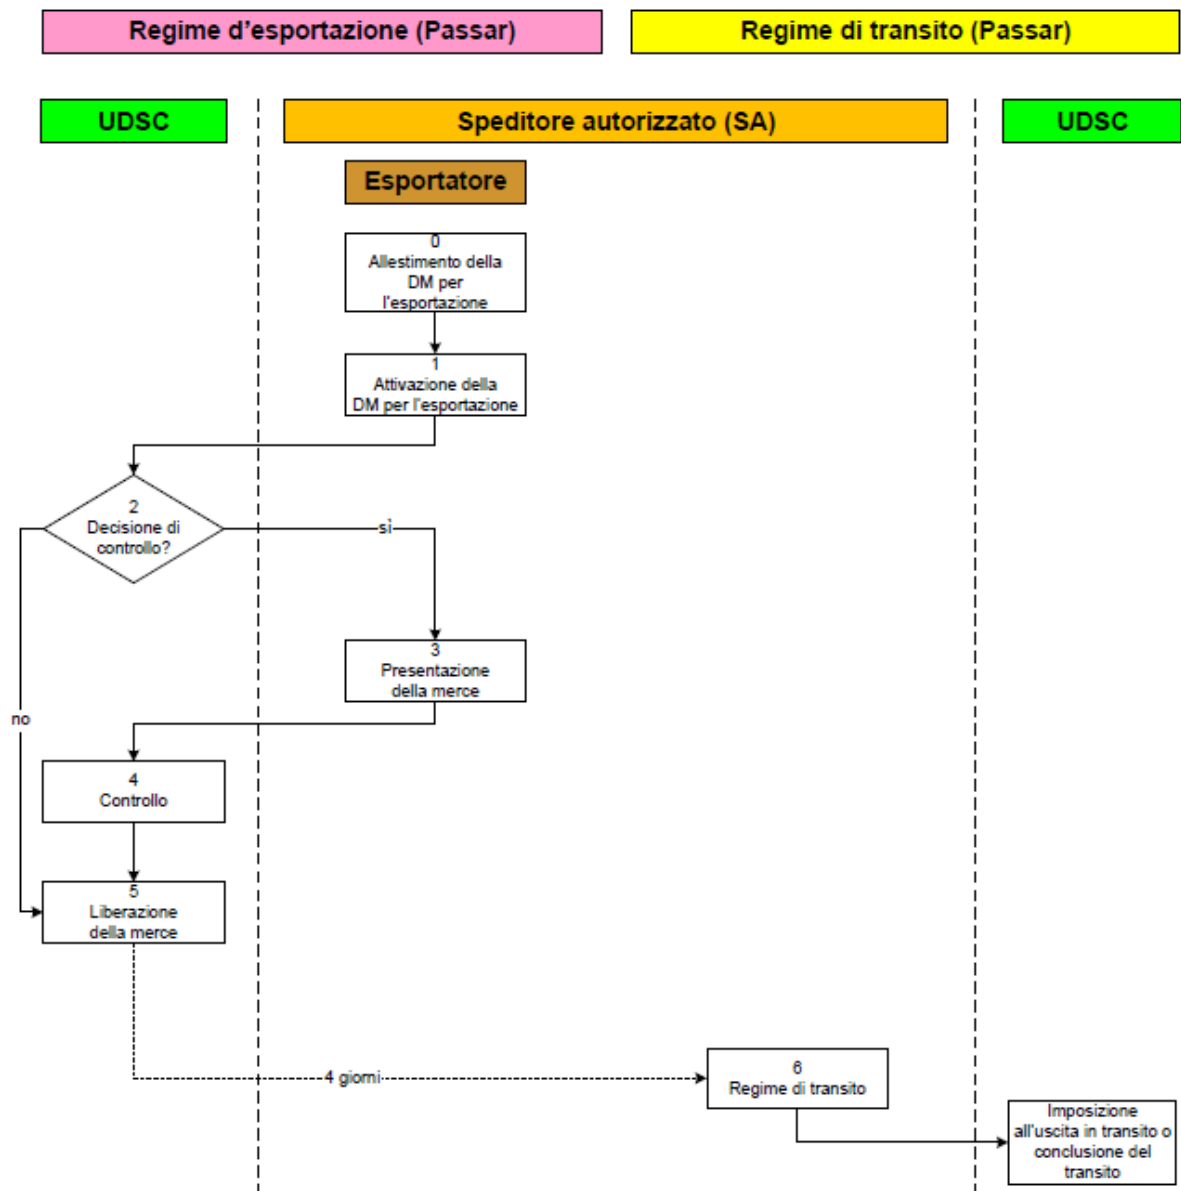 Regime d'esportazione (Passar)
Regime di transito (Passar)
UDSC
Speditore autorizzato (SA)
UDSC
Esportatore
0
Allestimento della
DM per
l'esportazione
1
Attivazione della
DM per l'esportazione
2
Decisione di
controllo?
sì
3
Presentazione
della merce
no
4
Controllo
5
Liberazione
della merce
4 giorni
6
Regime di transito
Imposizione
all'uscita in transito o
conclusione del
transito